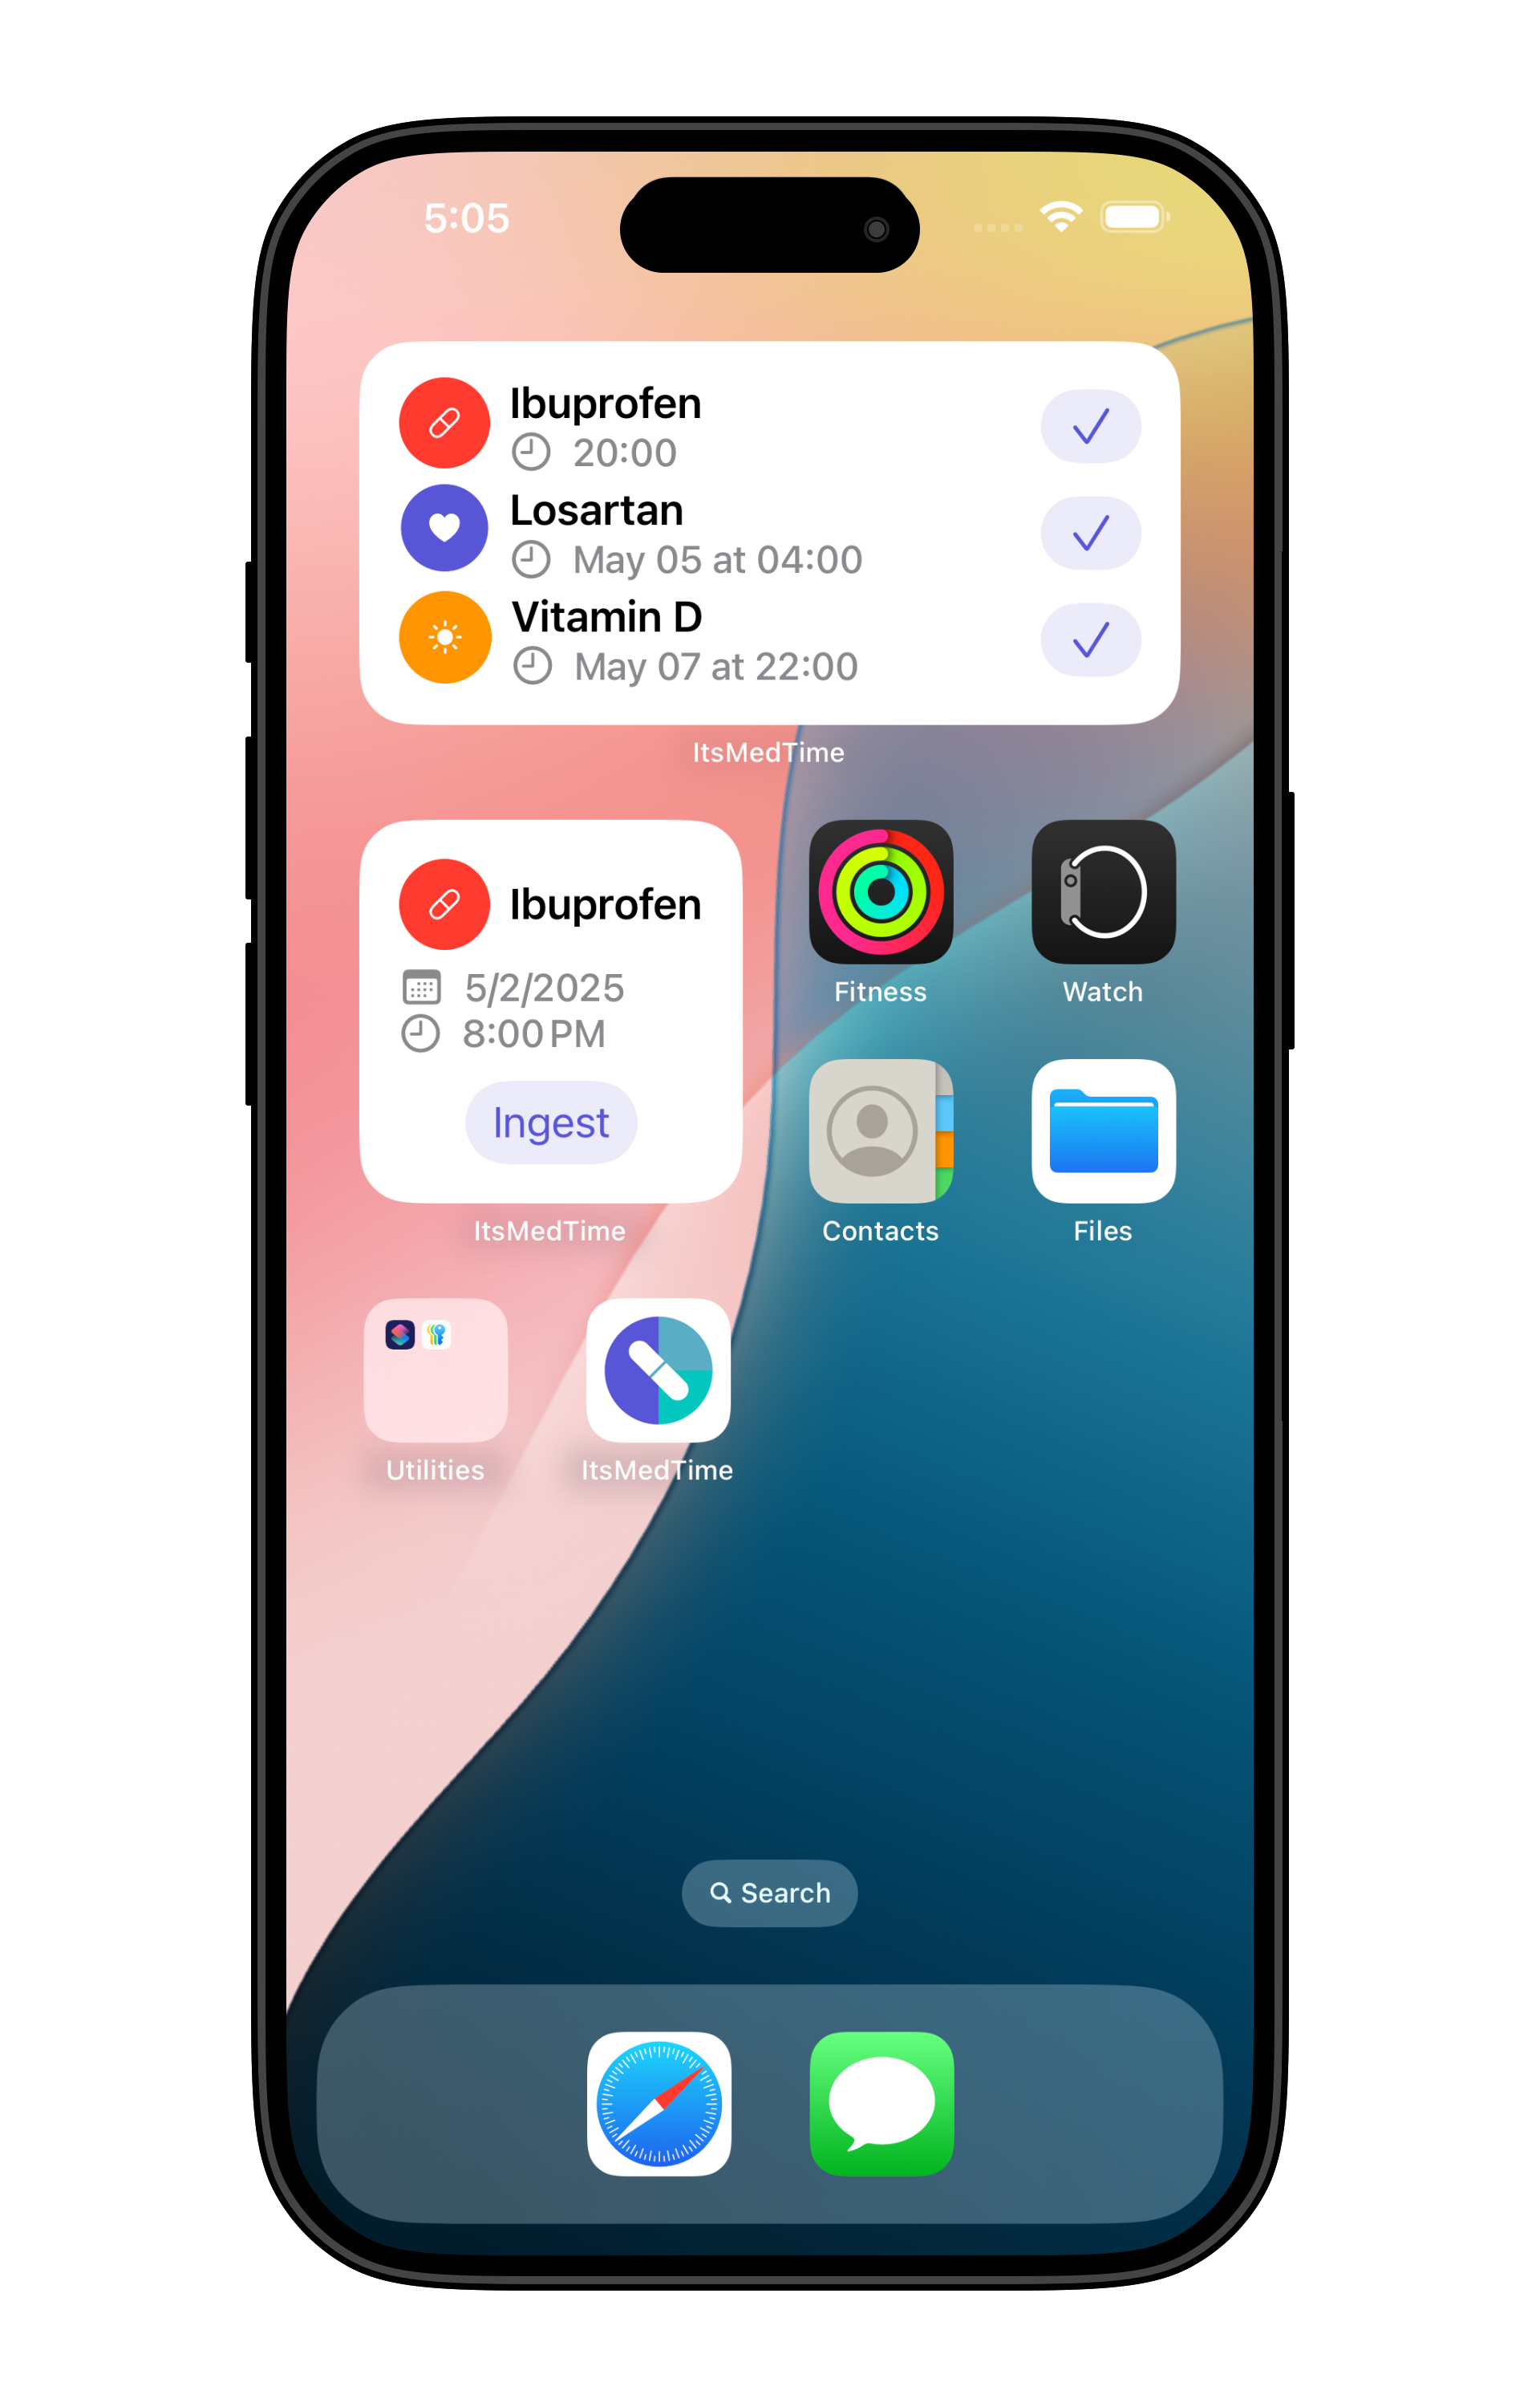 5:05
Ibuprofen
20:00
Losartan
May 05 at 04:00
Vitamin D
May 07 at 22:00
ItsMedTime
Ibuprofen
5/2/2025
8:00 PM
Ingest
ItsMedTime
Fitness
Watch
Contacts
Files
Utilities
ItsMedTime
Search